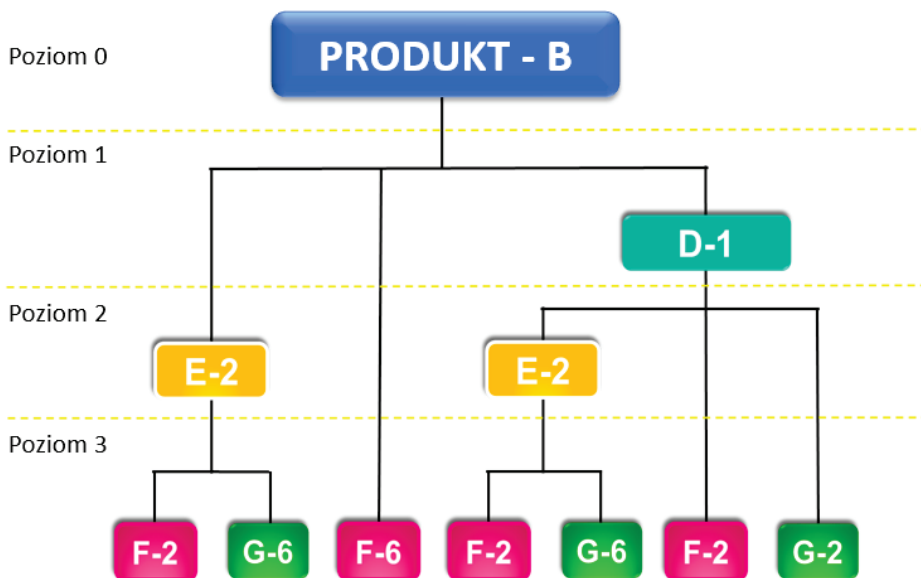 Poziom 0
PRODUKT - B
Poziom 1
D-1
Poziom 2
E-2
E-2
Poziom 3
F-2
G-6
F-6
F-2
G-6
F-2
G-2